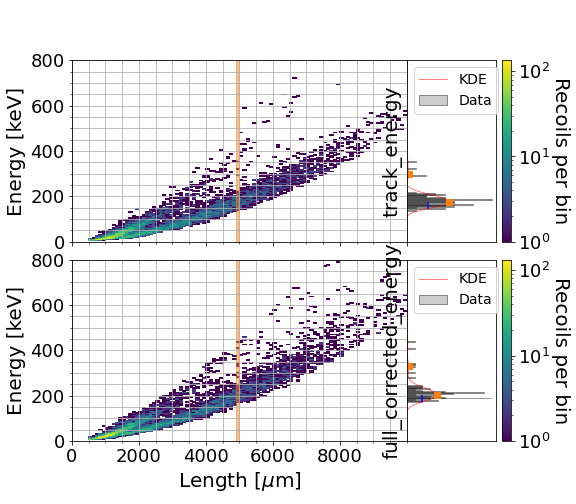 800
600
400
200
0
Energy [keV]
track_energy
KDE
Data
10²
10¹
10⁰
Recoils per bin
800
600
400
200
0
Energy [keV]
full_corrected_energy
KDE
Data
10²
10¹
10⁰
Recoils per bin
0 2000 4000 6000 8000
Length [μm]